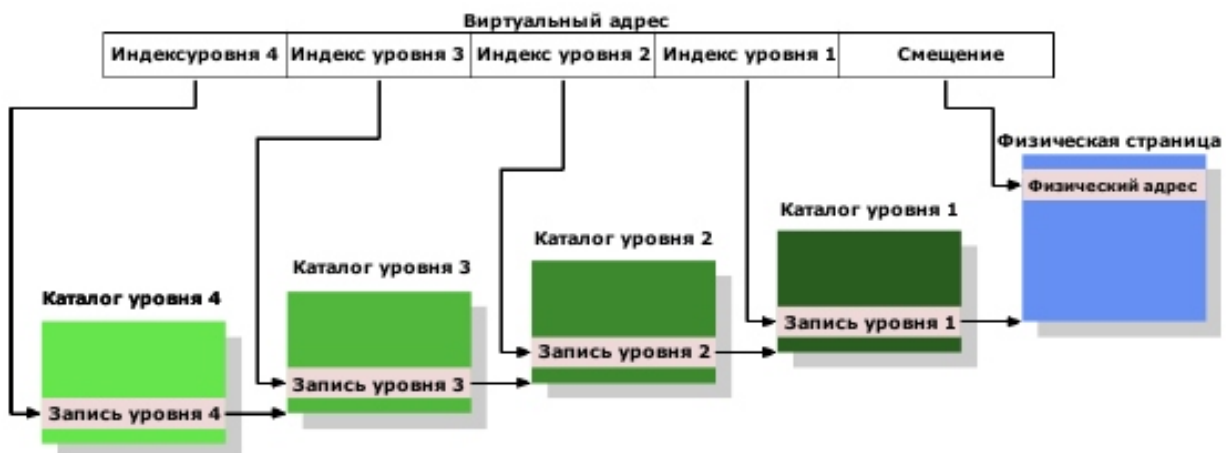 Виртуальный адрес
Индексуровня 4
Индекс уровня 3
Индекс уровня 2
Индекс уровня 1
Смещение
Физическая страница
Физический адрес
Каталог уровня 1
Запись уровня 1
Каталог уровня 2
Запись уровня 2
Каталог уровня 3
Запись уровня 3
Каталог уровня 4
Запись уровня 4